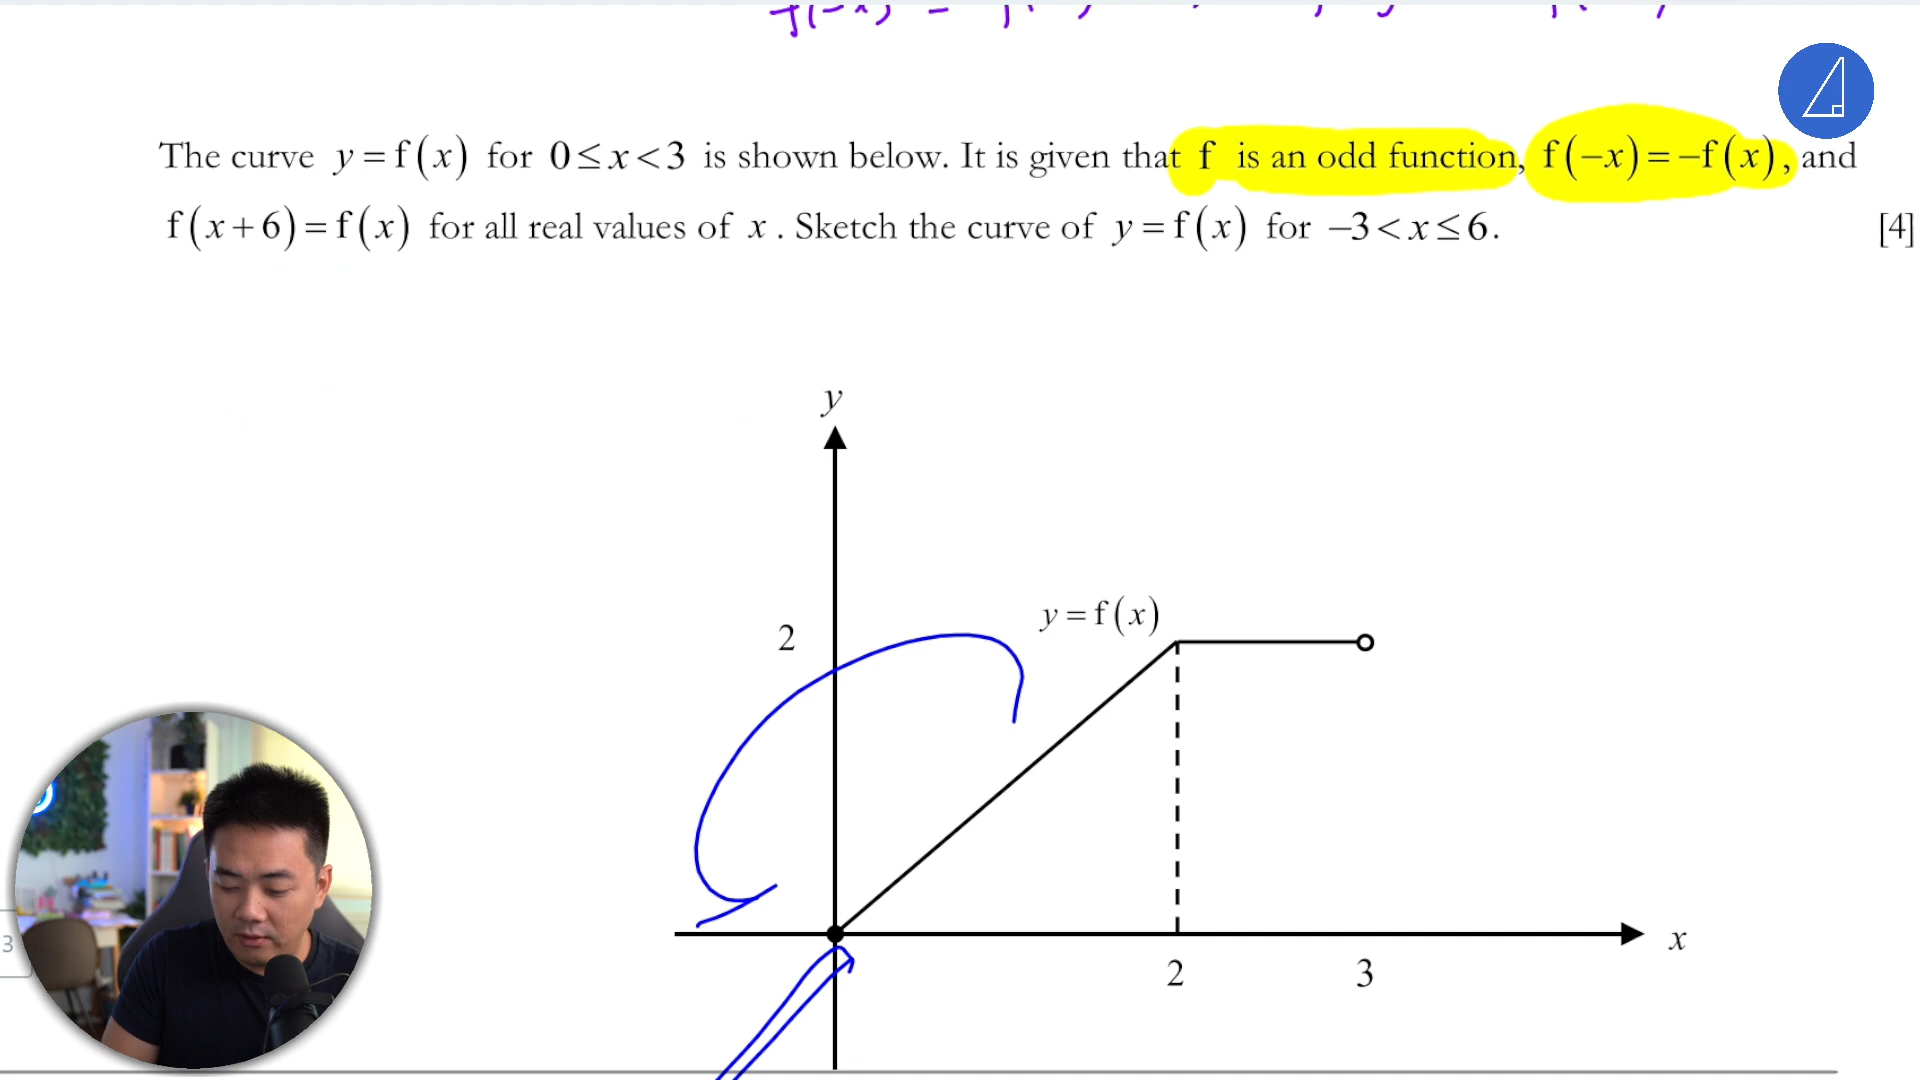 The curve y = f(x) for 0 ≤ x < 3 is shown below. It is given that f is an odd function, f(−x) = −f(x), and
f(x+6) = f(x) for all real values of x. Sketch the curve of y = f(x) for −3 < x ≤ 6. [4]
y
y = f(x)
2
3
x
2 3